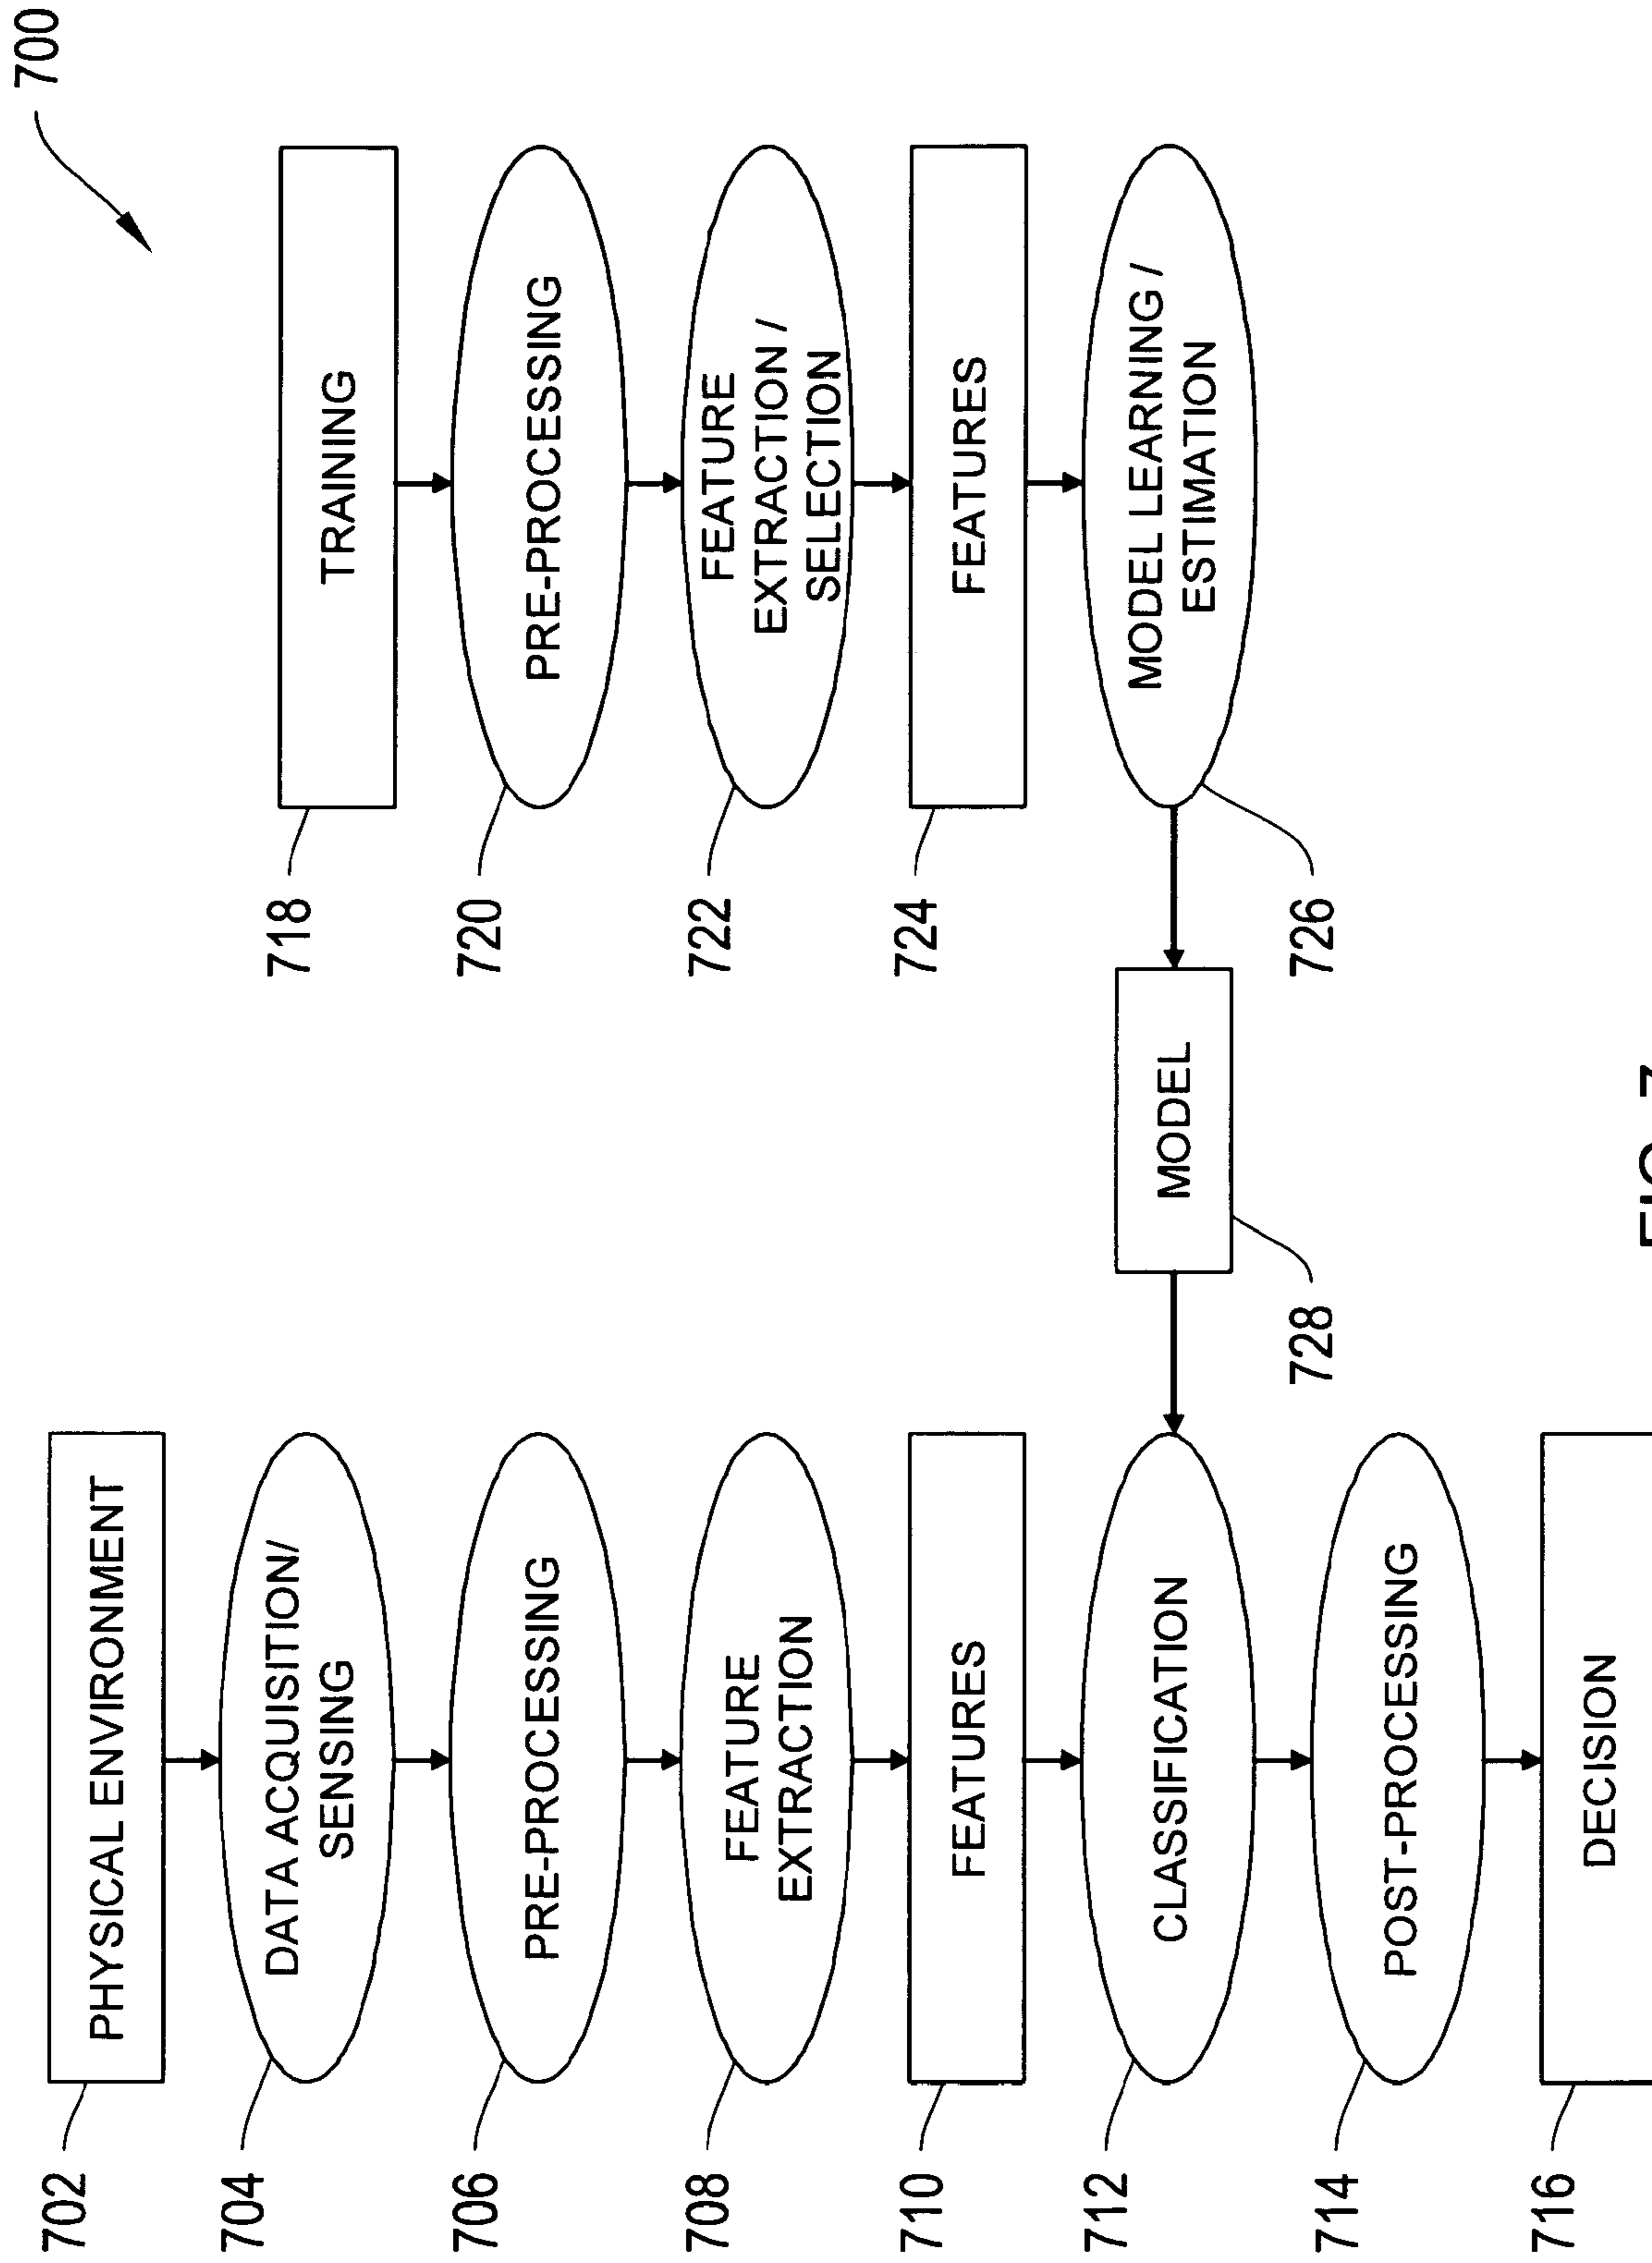 700
702
PHYSICAL ENVIRONMENT
704
DATA ACQUISITION/
SENSING
706
PRE-PROCESSING
708
FEATURE
EXTRACTION
710
FEATURES
712
CLASSIFICATION
714
POST-PROCESSING
716
DECISION
718
TRAINING
720
PRE-PROCESSING
722
FEATURE
EXTRACTION /
SELECTION
724
FEATURES
726
MODEL LEARNING /
ESTIMATION
728
MODEL
FIG. 7